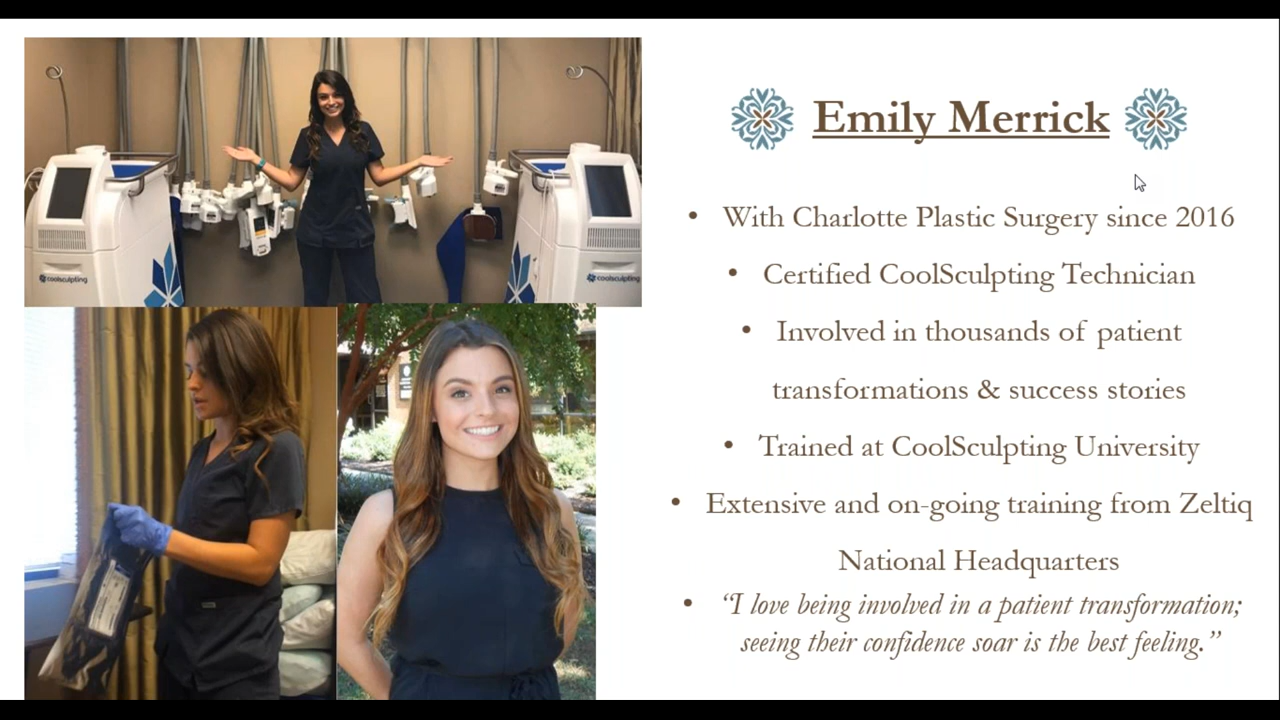 Emily Merrick
• With Charlotte Plastic Surgery since 2016
• Certified CoolSculpting Technician
• Involved in thousands of patient
transformations & success stories
• Trained at CoolSculpting University
• Extensive and on-going training from Zeltiq
National Headquarters
• “I love being involved in a patient transformation;
seeing their confidence soar is the best feeling.”
coolsculpting
coolsculpting